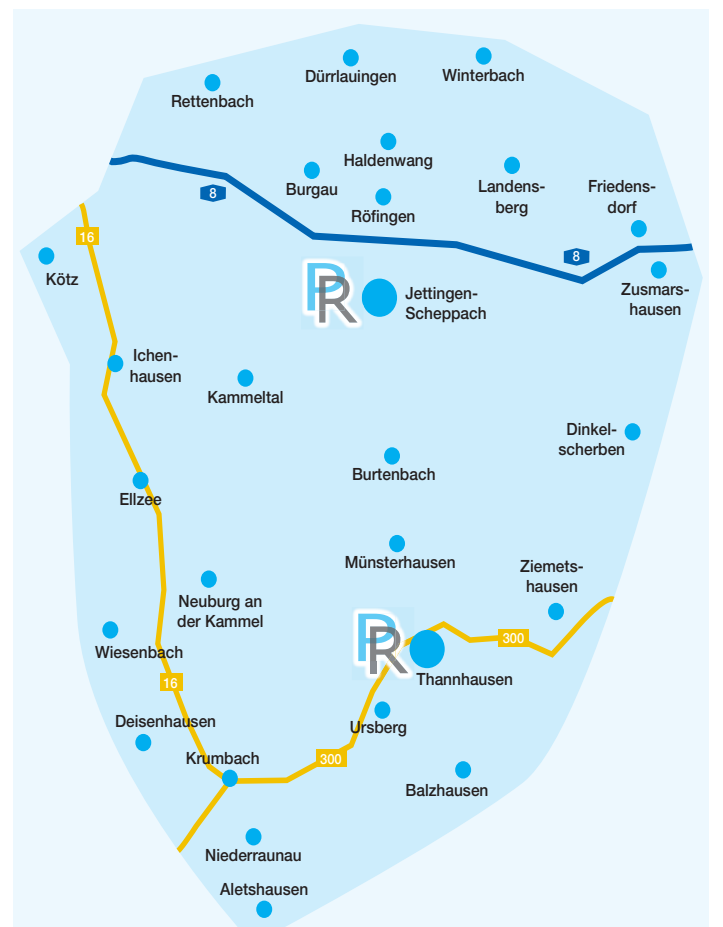 Dürrlauingen
Winterbach
Rettenbach
Haldenwang
Burgau
Landens-
berg
Friedens-
dorf
8
Röfingen
16
8
Kötz
PR
Jettingen-
Scheppach
Zusmars-
hausen
Ichen-
hausen
Kammeltal
Dinkel-
scherben
Burtenbach
Ellzee
Münsterhausen
Ziemets-
hausen
Neuburg an
der Kammel
PR
300
Wiesenbach
Thannhausen
16
Deisenhausen
Ursberg
Krumbach
300
Balzhausen
Niederraunau
Aletshausen